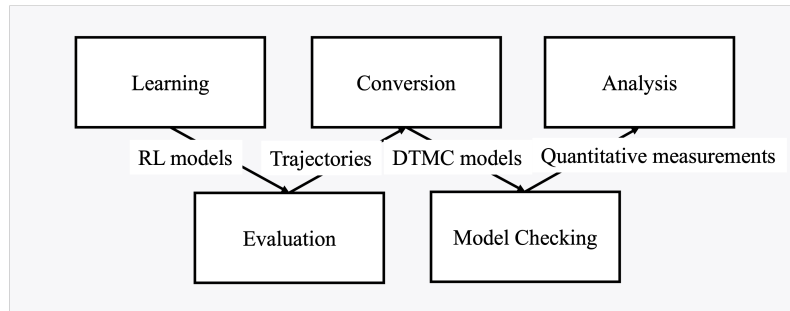 Learning
Conversion
Analysis
RL models
Trajectories
DTMC models
Quantitative measurements
Evaluation
Model Checking